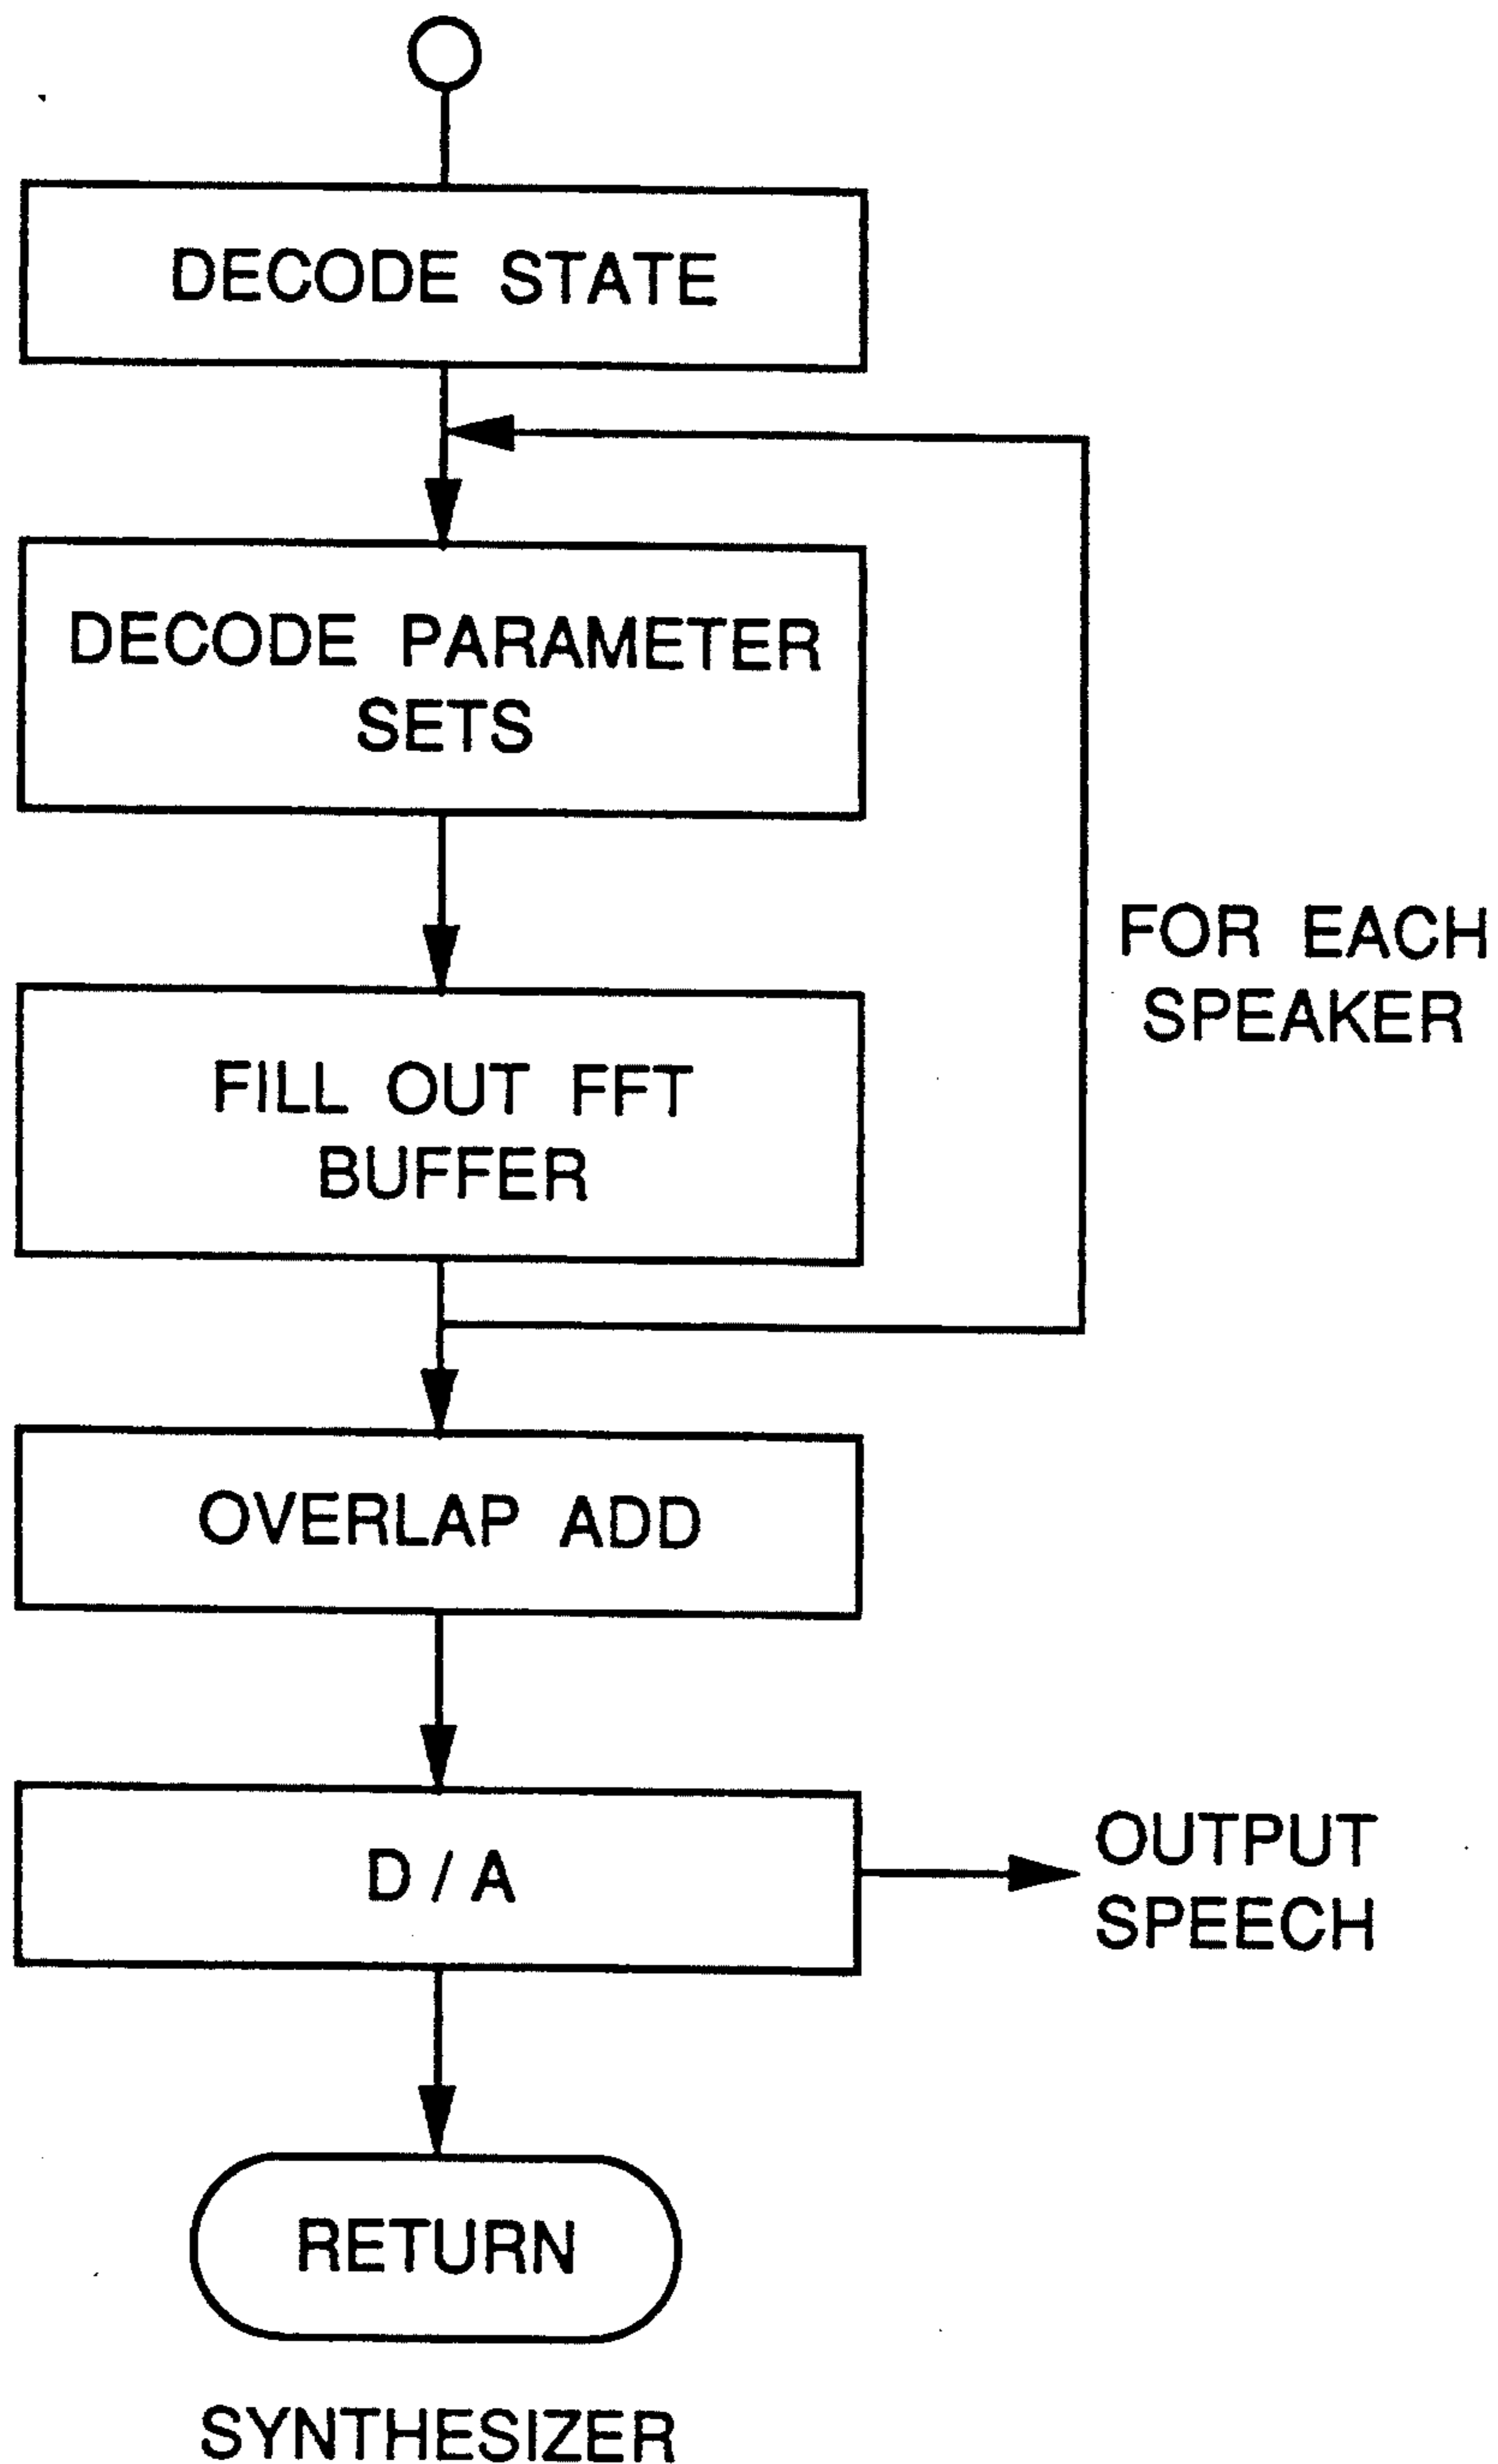 DECODE STATE
DECODE PARAMETER
SETS
FOR EACH
SPEAKER
FILL OUT FFT
BUFFER
OVERLAP ADD
D / A
OUTPUT
SPEECH
RETURN
SYNTHESIZER